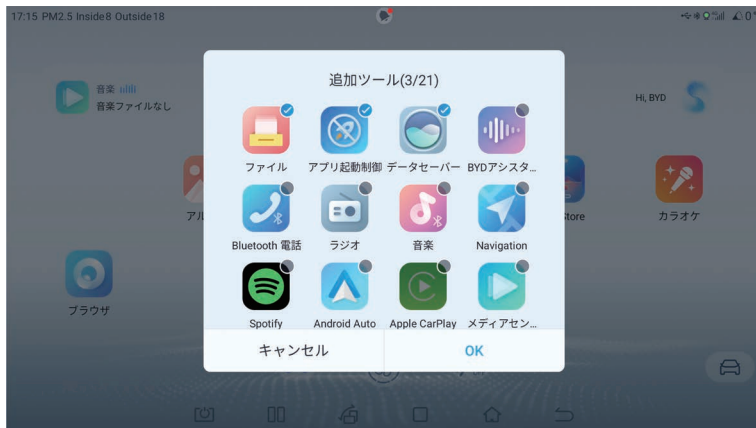 17:15 PM2.5 Inside8 Outside18
0°
音楽
音楽ファイルなし
Hi, BYD
追加ツール(3/21)
ファイル
アプリ起動制御
データセーバー
BYDアシスタ...
アル
Store
カラオケ
Bluetooth 電話
ラジオ
音楽
Navigation
ブラウザ
Spotify
Android Auto
Apple CarPlay
メディアセン...
キャンセル
OK